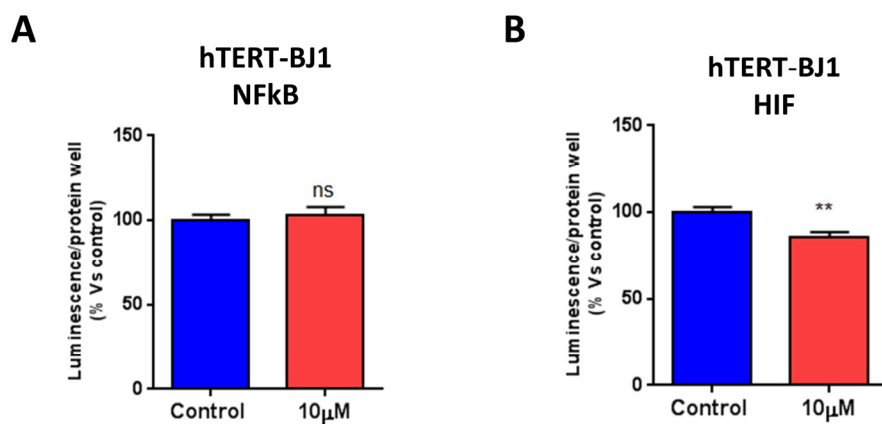 A
hTERT-BJ1
NFkB
Luminescence/protein well
(% Vs control)
150
100
50
0
ns
Control
10µM
B
hTERT-BJ1
HIF
Luminescence/protein well
(% Vs control)
150
100
50
0
**
Control
10µM